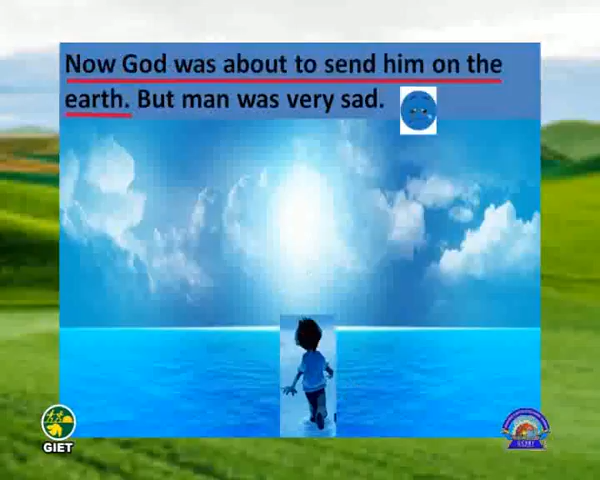 Now God was about to send him on the
earth. But man was very sad.
GIET